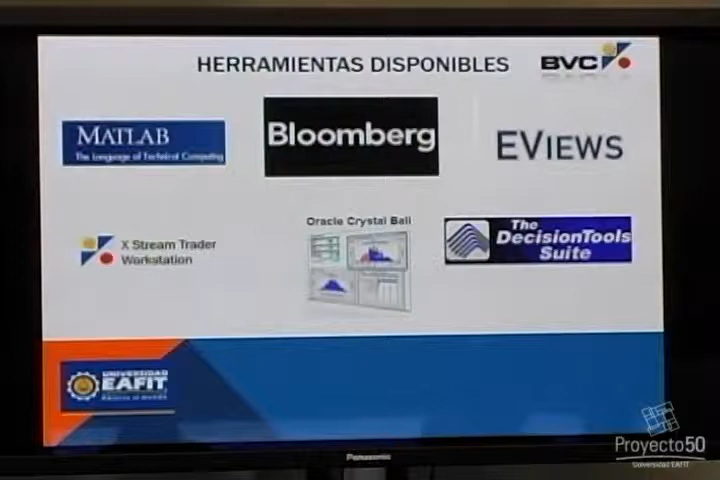 HERRAMIENTAS DISPONIBLES
BVC
MATLAB
The Language of Technical Computing
Bloomberg
EVIEWS
X Stream Trader
Workstation
Oracle Crystal Ball
The
DecisionTools
Suite
UNIVERSIDAD
EAFIT
Panasonic
Proyecto50
Universidad EAFIT